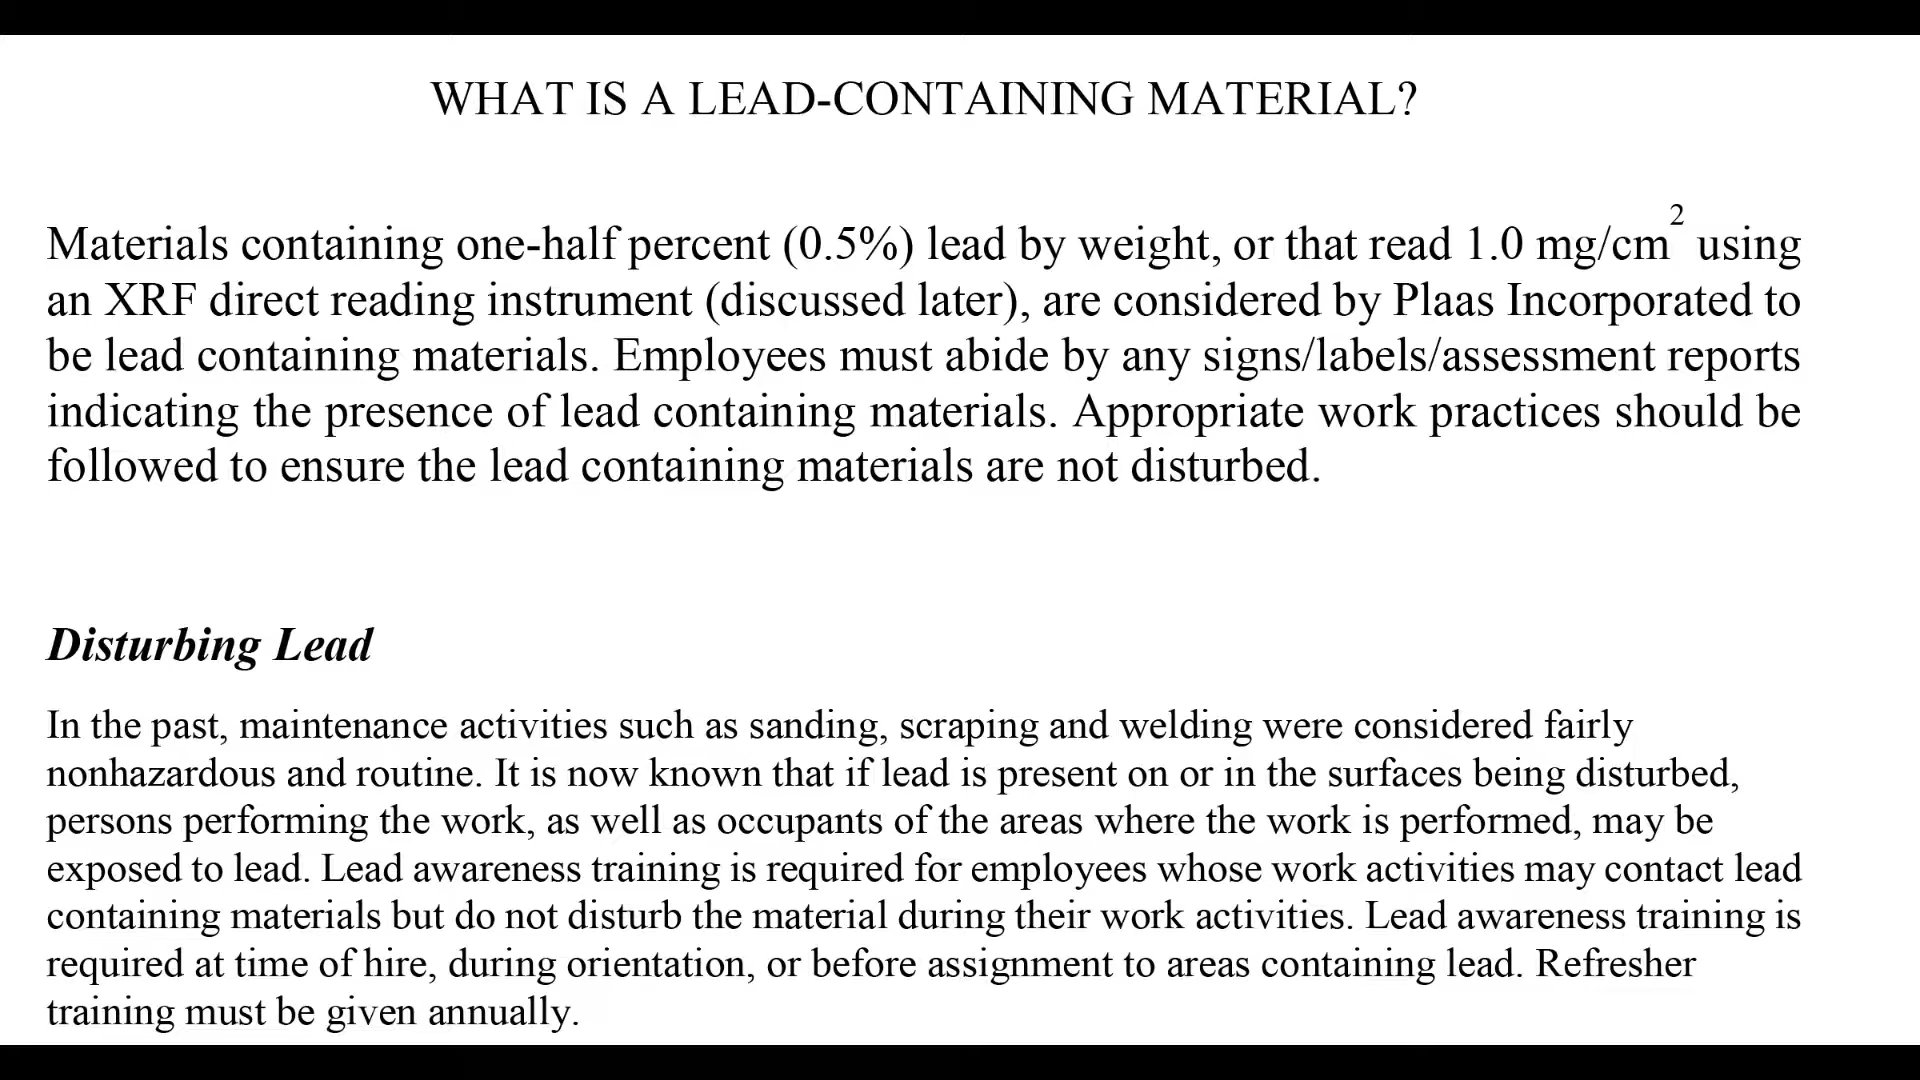 WHAT IS A LEAD-CONTAINING MATERIAL?
Materials containing one-half percent (0.5%) lead by weight, or that read 1.0 mg/cm² using
an XRF direct reading instrument (discussed later), are considered by Plaas Incorporated to
be lead containing materials. Employees must abide by any signs/labels/assessment reports
indicating the presence of lead containing materials. Appropriate work practices should be
followed to ensure the lead containing materials are not disturbed.
Disturbing Lead
In the past, maintenance activities such as sanding, scraping and welding were considered fairly
nonhazardous and routine. It is now known that if lead is present on or in the surfaces being disturbed,
persons performing the work, as well as occupants of the areas where the work is performed, may be
exposed to lead. Lead awareness training is required for employees whose work activities may contact lead
containing materials but do not disturb the material during their work activities. Lead awareness training is
required at time of hire, during orientation, or before assignment to areas containing lead. Refresher
training must be given annually.